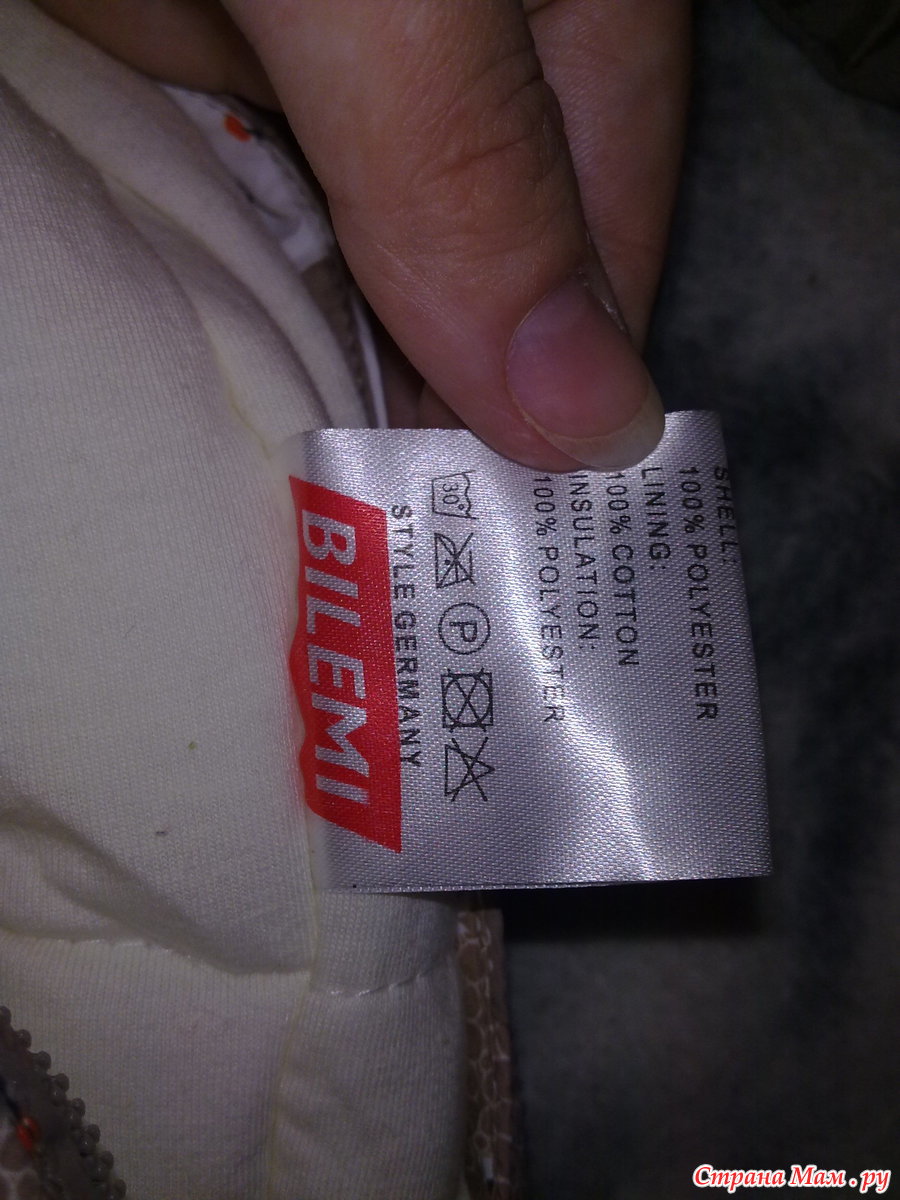 BILEMI
STYLE GERMANY
30°
P
SHELL:
100% POLYESTER
LINING:
100% COTTON
INSULATION:
100% POLYESTER
Страна Мам.ру